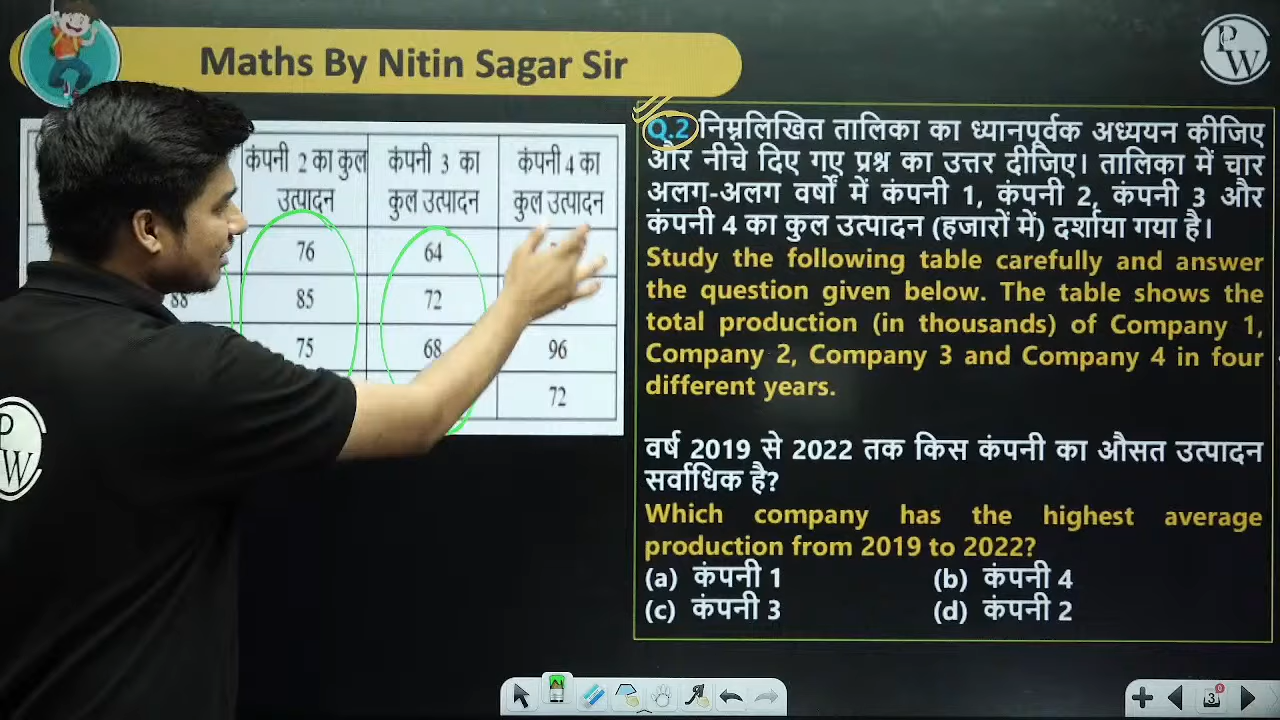 Maths By Nitin Sagar Sir
PW
कंपनी 2 का कुल उत्पादन
कंपनी 3 का कुल उत्पादन
कंपनी 4 का कुल उत्पादन
76 64
88 85 72
75 68 96
72
PW
Q.2 निम्नलिखित तालिका का ध्यानपूर्वक अध्ययन कीजिए
और नीचे दिए गए प्रश्न का उत्तर दीजिए। तालिका में चार
अलग-अलग वर्षों में कंपनी 1, कंपनी 2, कंपनी 3 और
कंपनी 4 का कुल उत्पादन (हजारों में) दर्शाया गया है।
Study the following table carefully and answer
the question given below. The table shows the
total production (in thousands) of Company 1,
Company 2, Company 3 and Company 4 in four
different years.
वर्ष 2019 से 2022 तक किस कंपनी का औसत उत्पादन
सर्वाधिक है?
Which company has the highest average
production from 2019 to 2022?
(a) कंपनी 1 (b) कंपनी 4
(c) कंपनी 3 (d) कंपनी 2
3